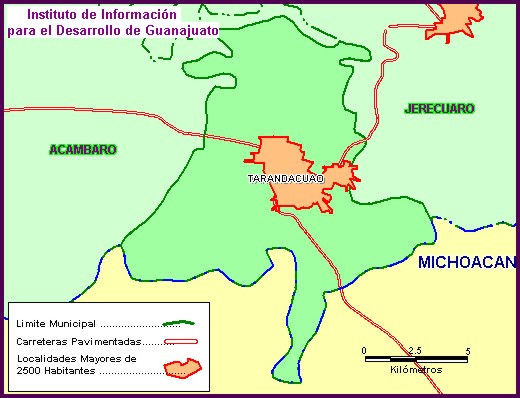 Instituto de Información
para el Desarrollo de Guanajuato
JERECUARO
ACAMBARO
TARANDACUAO
MICHOACAN
Limite Municipal ........................
Carreteras Pavimentadas.........
Localidades Mayores de
2500 Habitantes ....................
0 2.5 5
Kilómetros